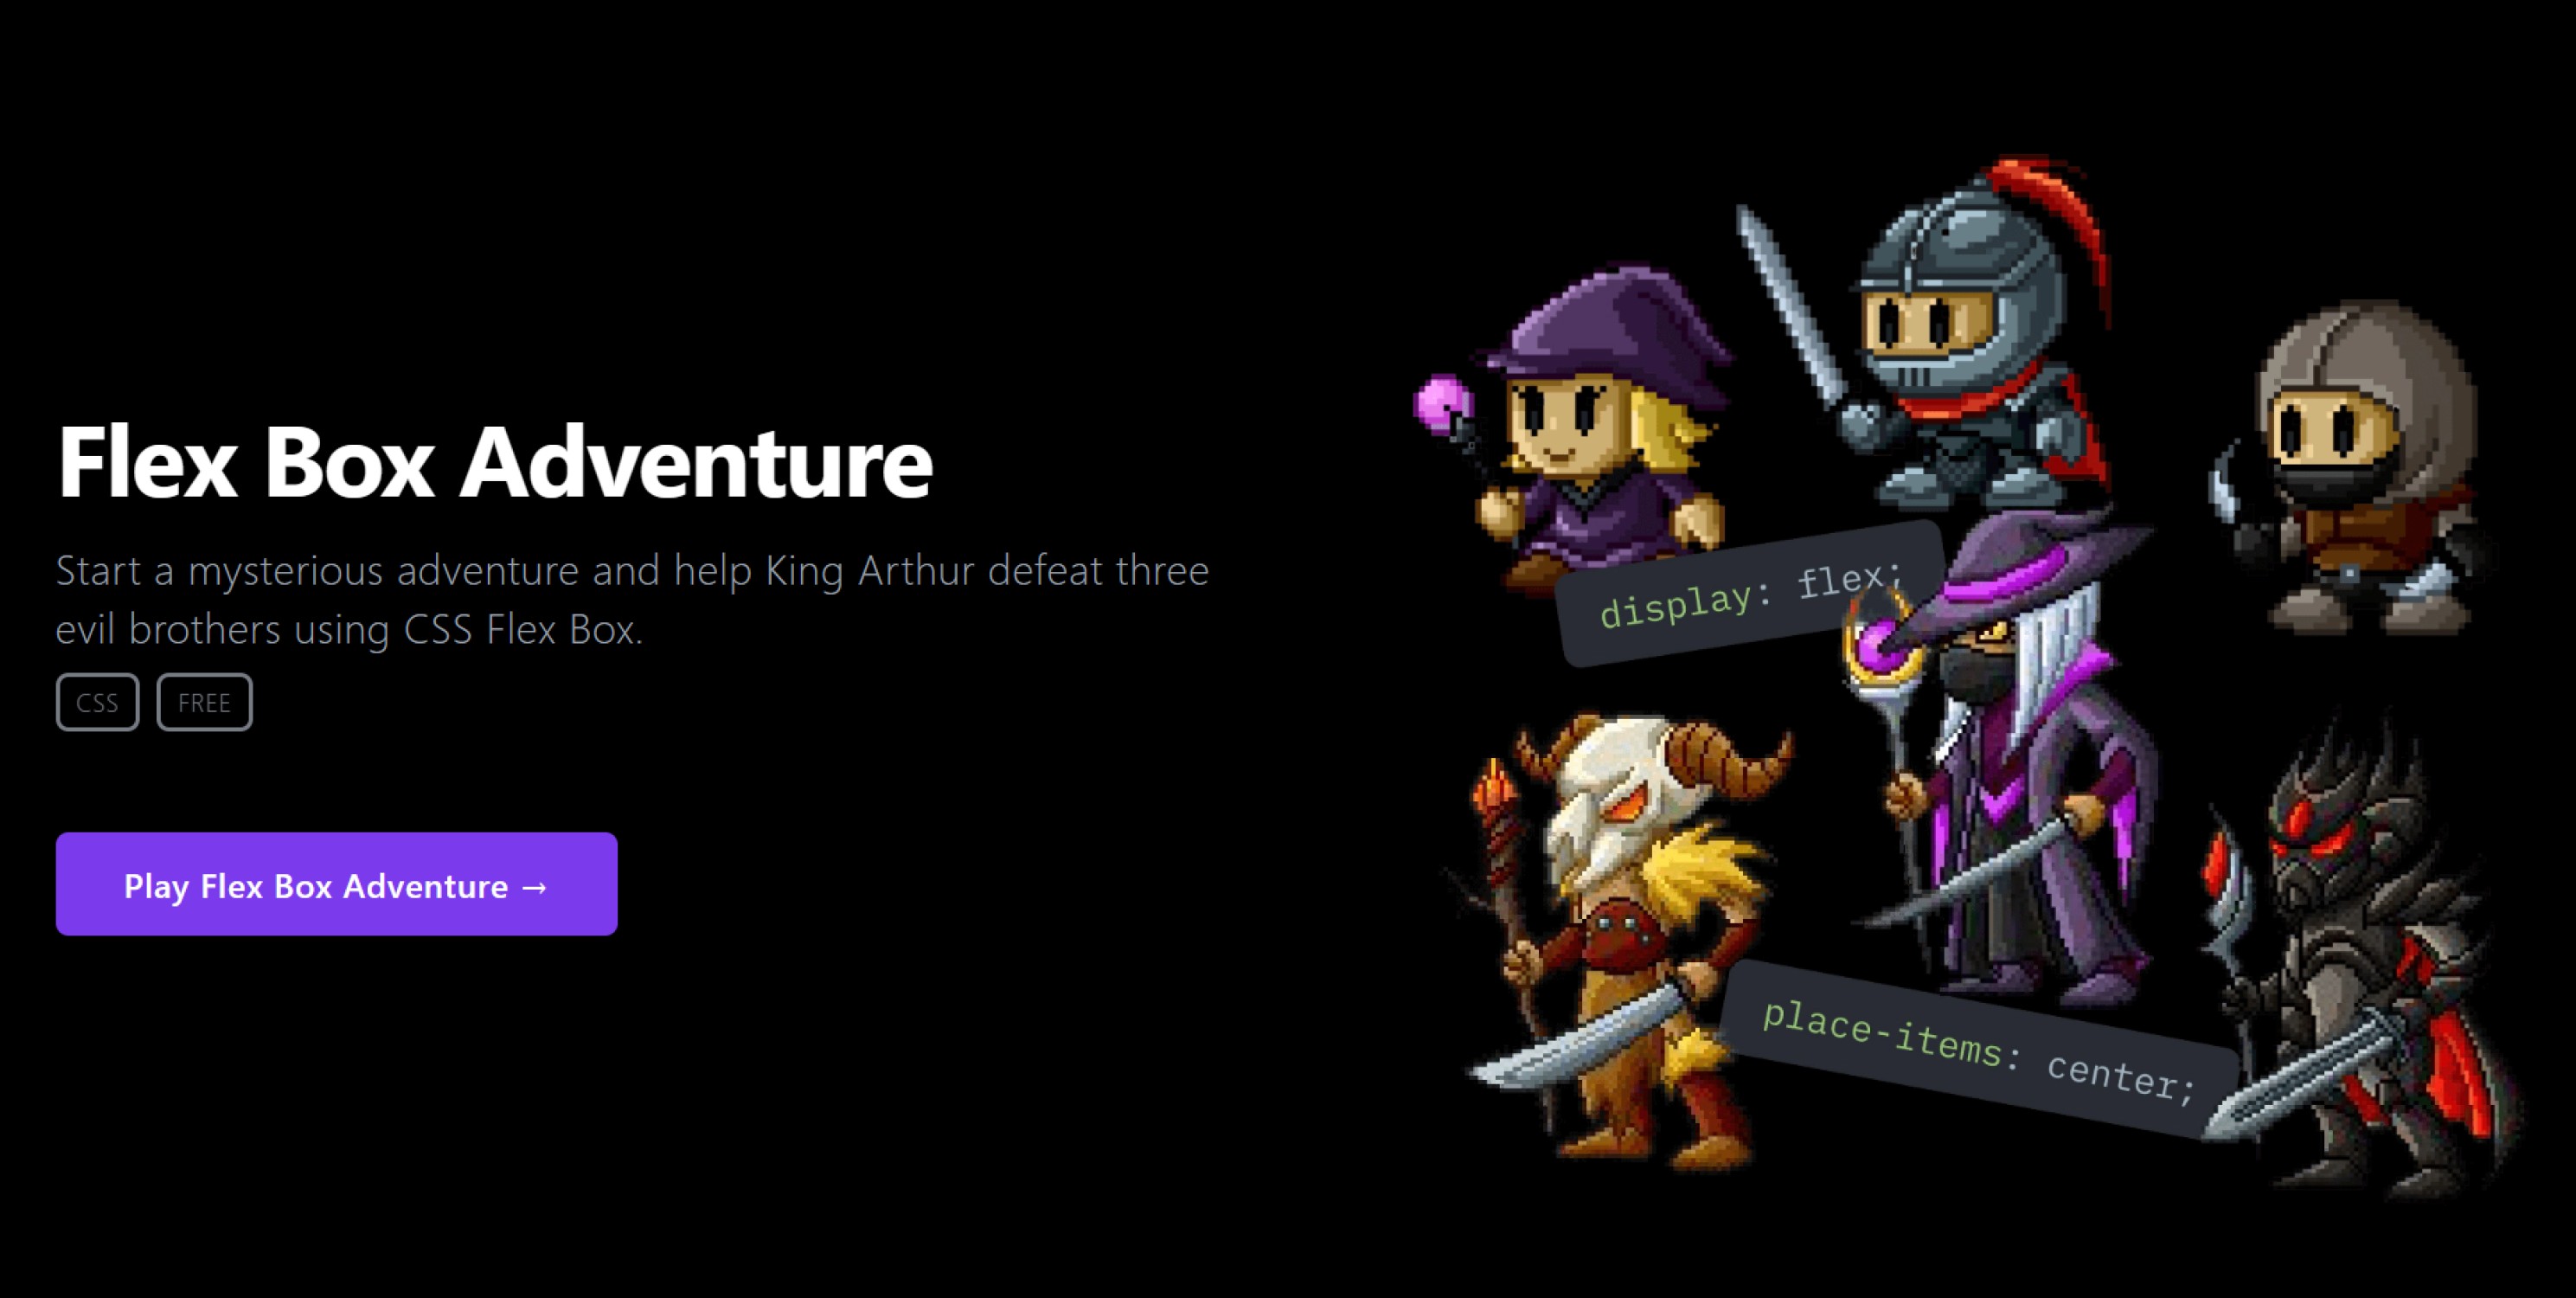 Flex Box Adventure
Start a mysterious adventure and help King Arthur defeat three
evil brothers using CSS Flex Box.
CSS FREE
Play Flex Box Adventure →
display: flex;
place-items: center;